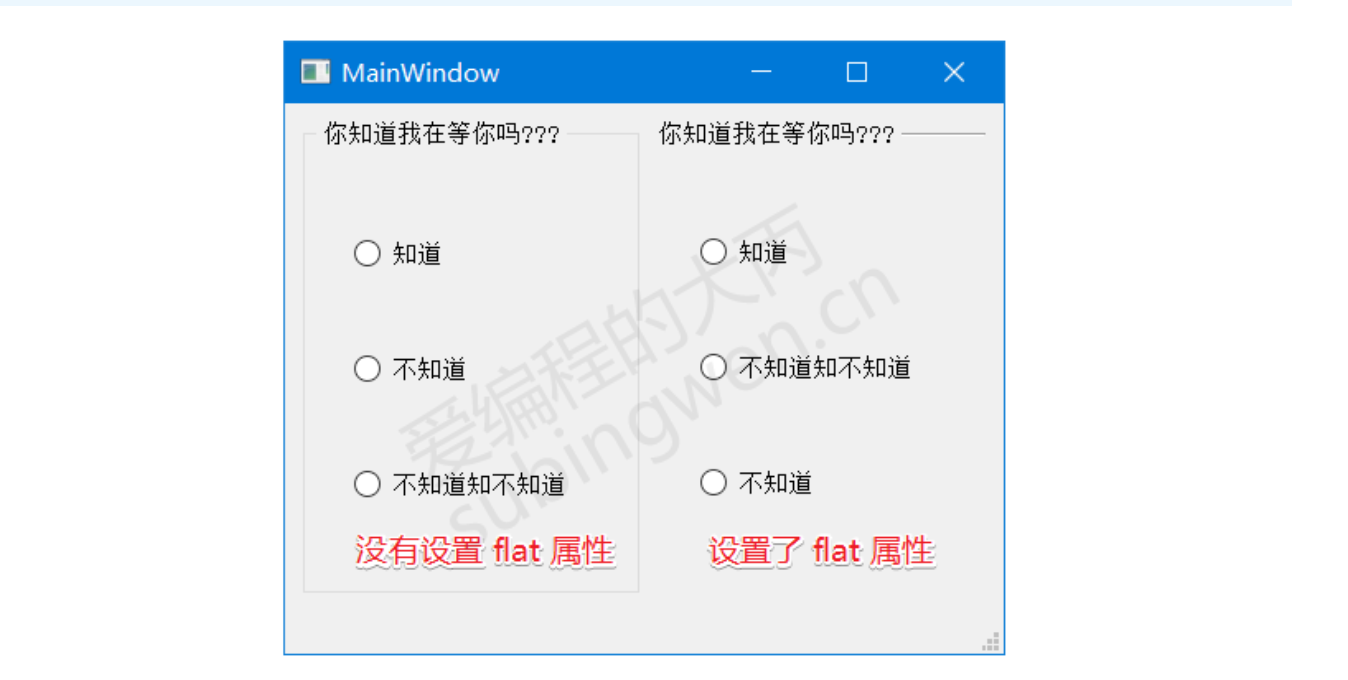 MainWindow
你知道我在等你吗???
知道
不知道
不知道知不知道
没有设置 flat 属性
你知道我在等你吗???
知道
不知道知不知道
不知道
设置了 flat 属性
爱编程的大丙
subingwen.cn